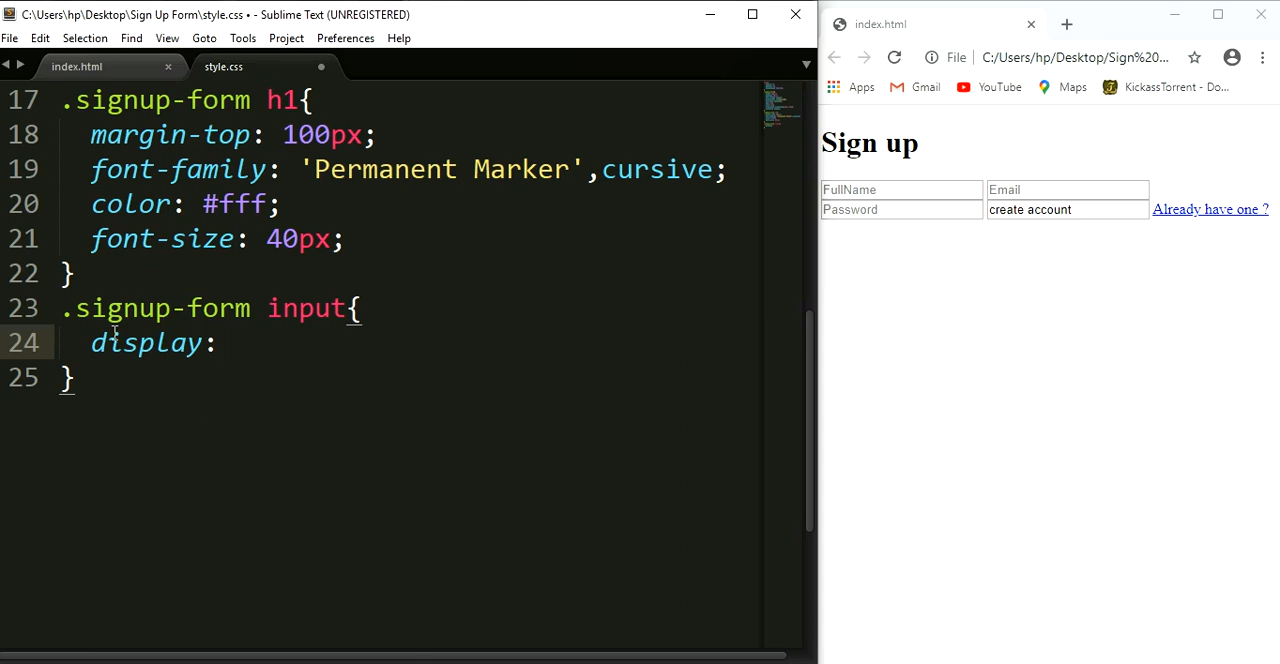 C:\Users\hp\Desktop\Sign Up Form\style.css • - Sublime Text (UNREGISTERED)
File Edit Selection Find View Goto Tools Project Preferences Help
index.html style.css
17 .signup-form h1{
18 margin-top: 100px;
19 font-family: 'Permanent Marker',cursive;
20 color: #fff;
21 font-size: 40px;
22 }
23 .signup-form input{
24 display:
25 }
index.html
File C:/Users/hp/Desktop/Sign%20...
Apps Gmail YouTube Maps KickassTorrent - Do...
Sign up
FullName Email
Password create account Already have one ?